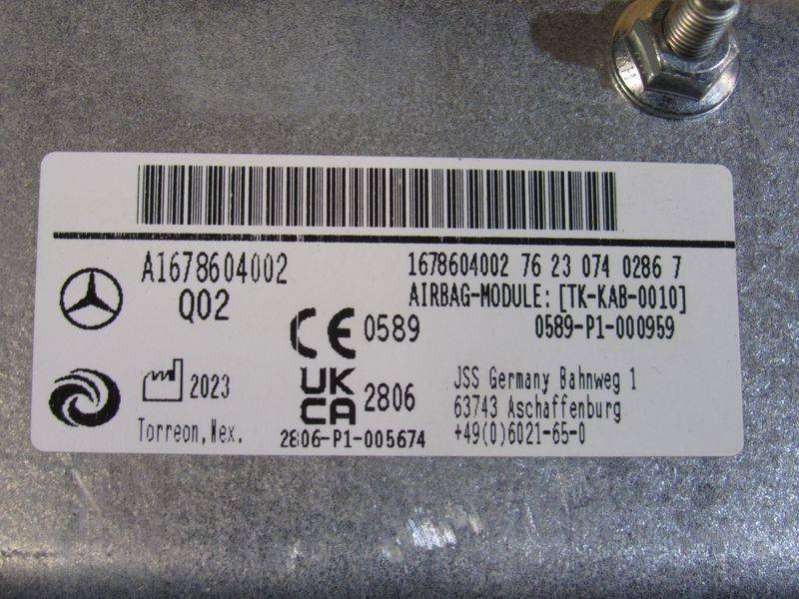 A1678604002
Q02
1678604002 76 23 074 0286 7
AIRBAG-MODULE: [TK-KAB-0010]
CE 0589
0589-P1-000959
2023
Torreon, Mex.
UK
CA 2806
2806-P1-005674
JSS Germany Bahnweg 1
63743 Aschaffenburg
+49(0)6021-65-0